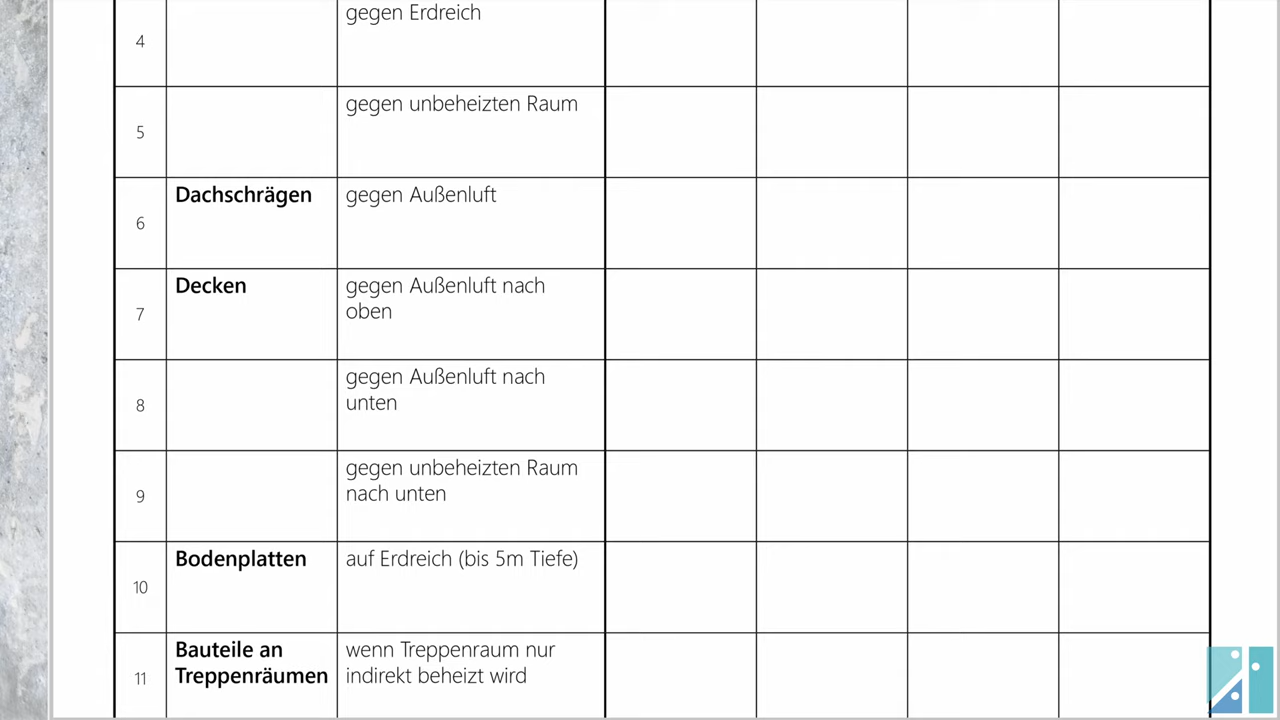 gegen Erdreich
4
gegen unbeheizten Raum
5
Dachschrägen gegen Außenluft
6
Decken gegen Außenluft nach
oben
7
gegen Außenluft nach
unten
8
gegen unbeheizten Raum
nach unten
9
Bodenplatten auf Erdreich (bis 5m Tiefe)
10
Bauteile an wenn Treppenraum nur
Treppenräumen indirekt beheizt wird
11